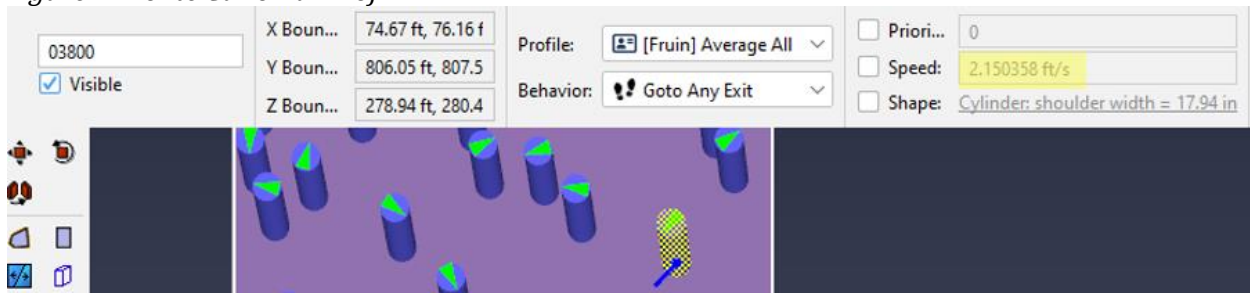 03800
Visible
X Boun... 74.67 ft, 76.16 f
Y Boun... 806.05 ft, 807.5
Z Boun... 278.94 ft, 280.4
Profile: [Fruin] Average All
Behavior: Goto Any Exit
Priori... 0
Speed: 2.150358 ft/s
Shape: Cylinder: shoulder width = 17.94 in